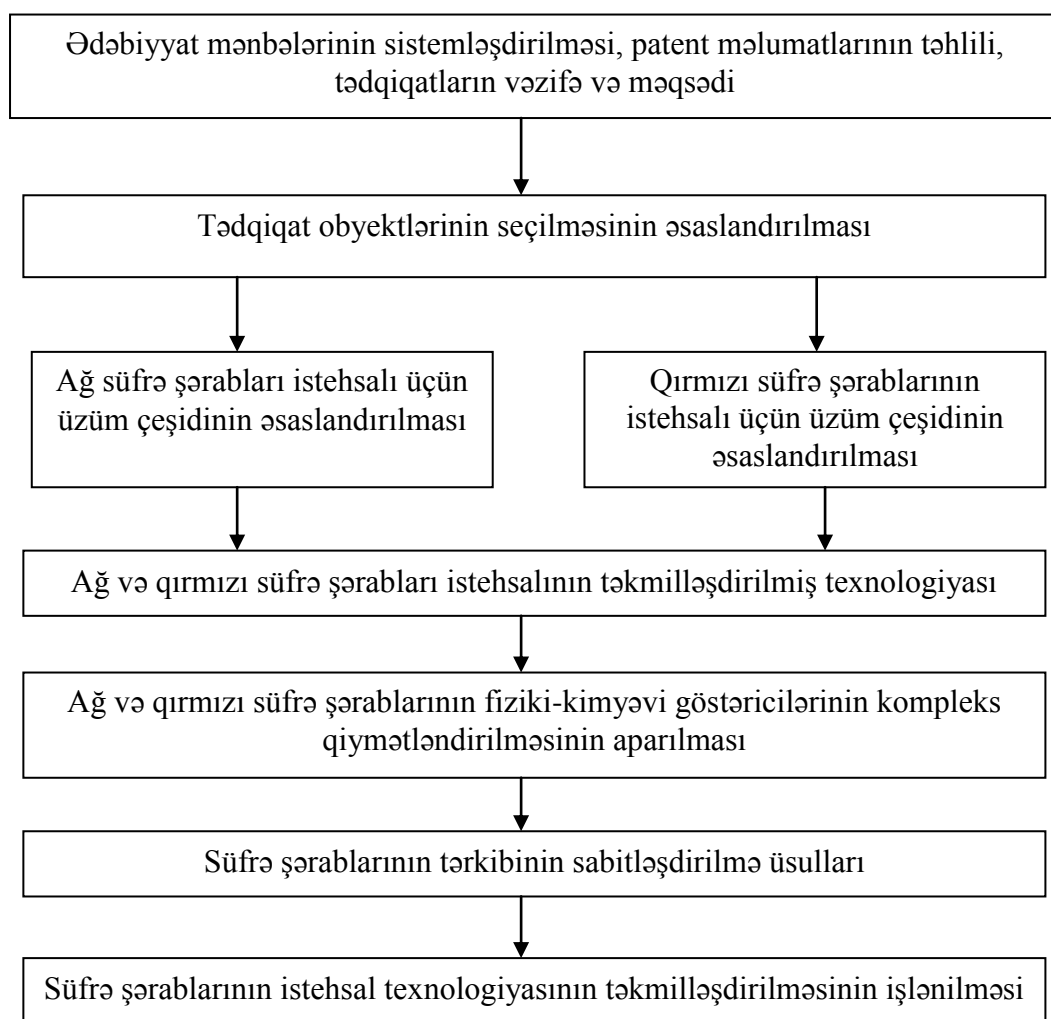 Ədəbiyyat mənbələrinin sistemləşdirilməsi, patent məlumatlarının təhlili,
tədqiqatların vəzifə və məqsədi
Tədqiqat obyektlərinin seçilməsinin əsaslandırılması
Ağ süfrə şərabları istehsalı üçün
üzüm çeşidinin əsaslandırılması
Qırmızı süfrə şərablarının
istehsalı üçün üzüm çeşidinin
əsaslandırılması
Ağ və qırmızı süfrə şərabları istehsalının təkmilləşdirilmiş texnologiyası
Ağ və qırmızı süfrə şərablarının fiziki-kimyəvi göstəricilərinin kompleks
qiymətləndirilməsinin aparılması
Süfrə şərablarının tərkibinin sabitləşdirilmə üsulları
Süfrə şərablarının istehsal texnologiyasının təkmilləşdirilməsinin işlənilməsi